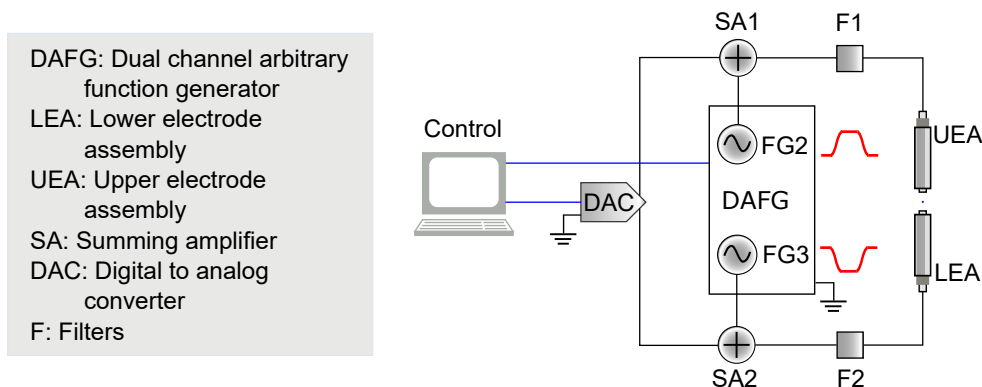 DAFG: Dual channel arbitrary
function generator
LEA: Lower electrode
assembly
UEA: Upper electrode
assembly
SA: Summing amplifier
DAC: Digital to analog
converter
F: Filters
SA1
F1
Control
FG2
UEA
DAC
DAFG
FG3
LEA
SA2
F2